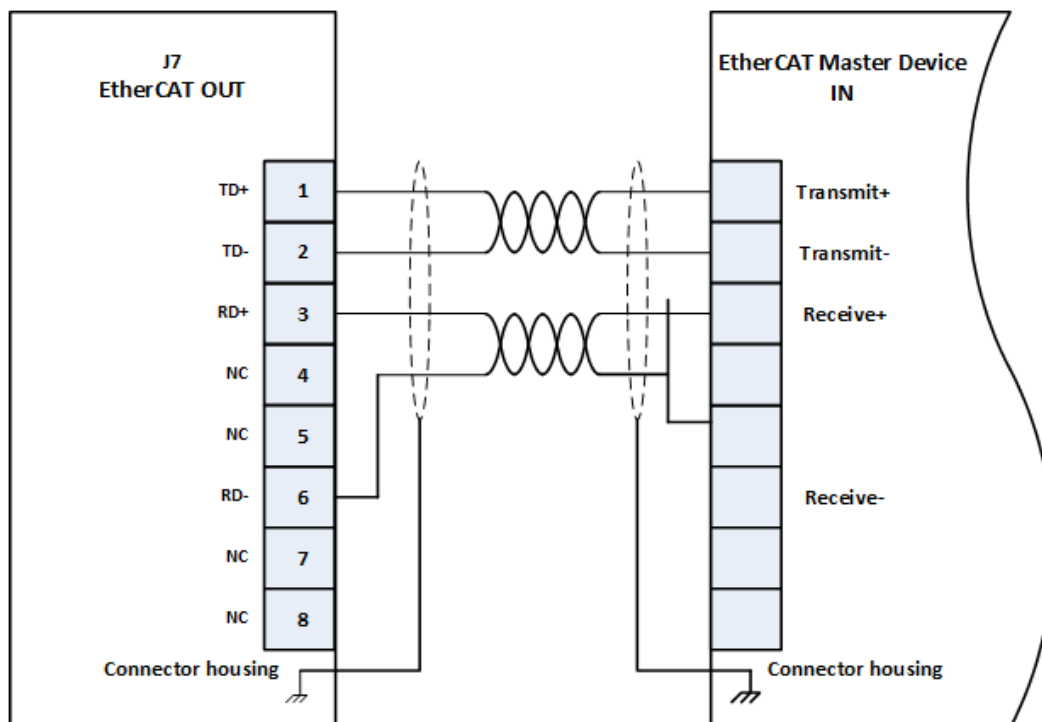 J7
EtherCAT OUT
EtherCAT Master Device
IN
TD+ 1 Transmit+
TD- 2 Transmit-
RD+ 3 Receive+
NC 4
NC 5
RD- 6 Receive-
NC 7
NC 8
Connector housing Connector housing